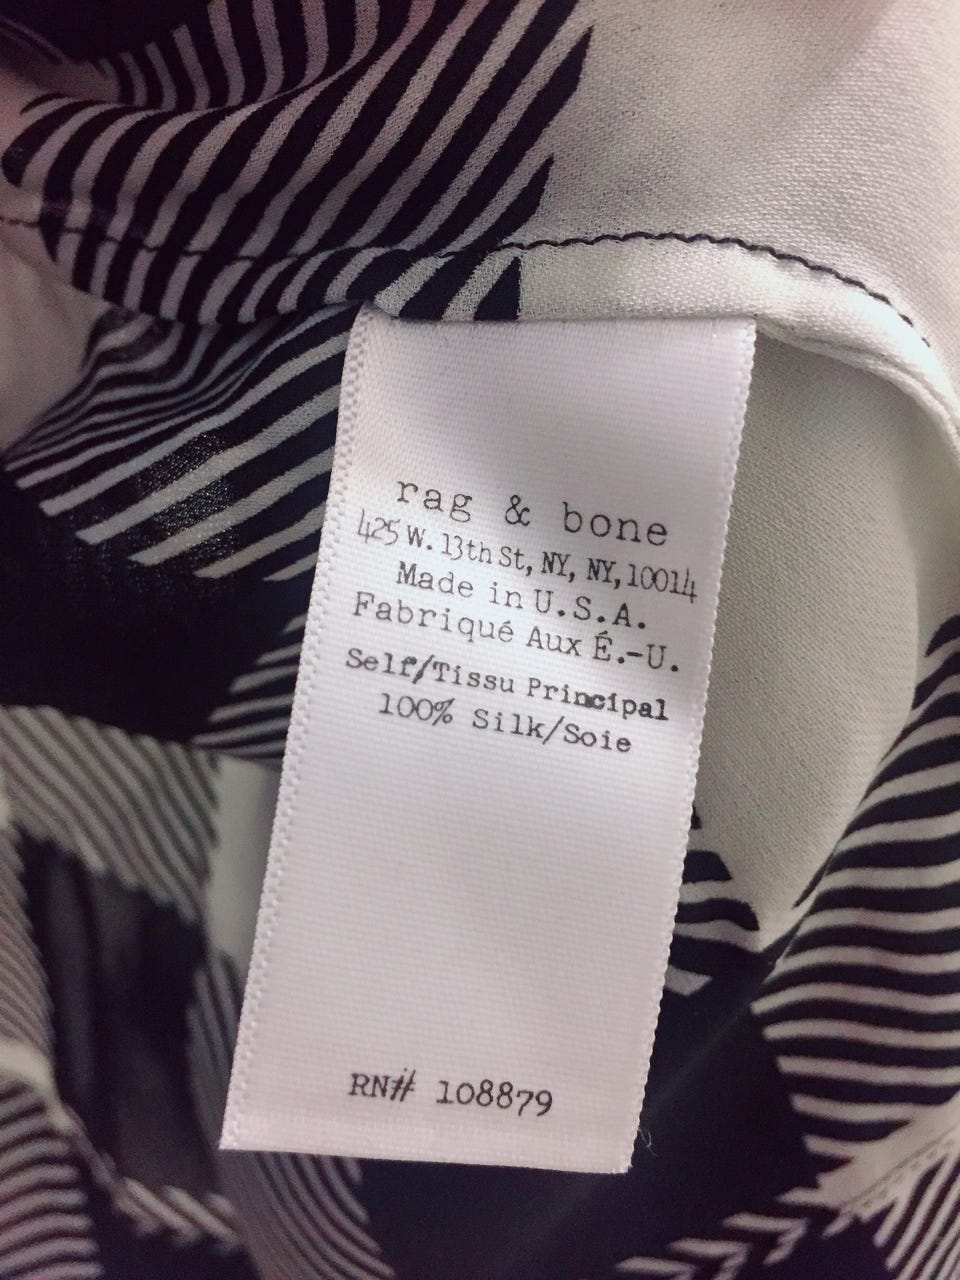 rag & bone
425 W. 13th St, NY, NY, 10014
Made in U.S.A.
Fabriqué Aux É.-U.
Self/Tissu Principal
100% Silk/Soie
RN# 108879